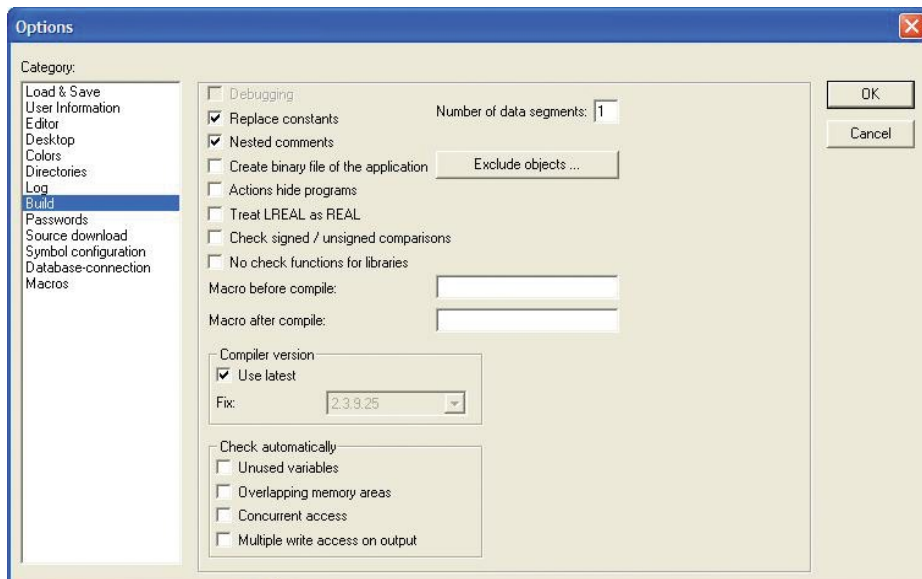 Options
Category:
Load & Save
User Information
Editor
Desktop
Colors
Directories
Log
Build
Passwords
Source download
Symbol configuration
Database-connection
Macros
Debugging
Replace constants
Number of data segments: 1
Nested comments
Create binary file of the application
Exclude objects ...
Actions hide programs
Treat LREAL as REAL
Check signed / unsigned comparisons
No check functions for libraries
Macro before compile:
Macro after compile:
Compiler version
Use latest
Fix: 2.3.9.25
Check automatically
Unused variables
Overlapping memory areas
Concurrent access
Multiple write access on output
OK
Cancel